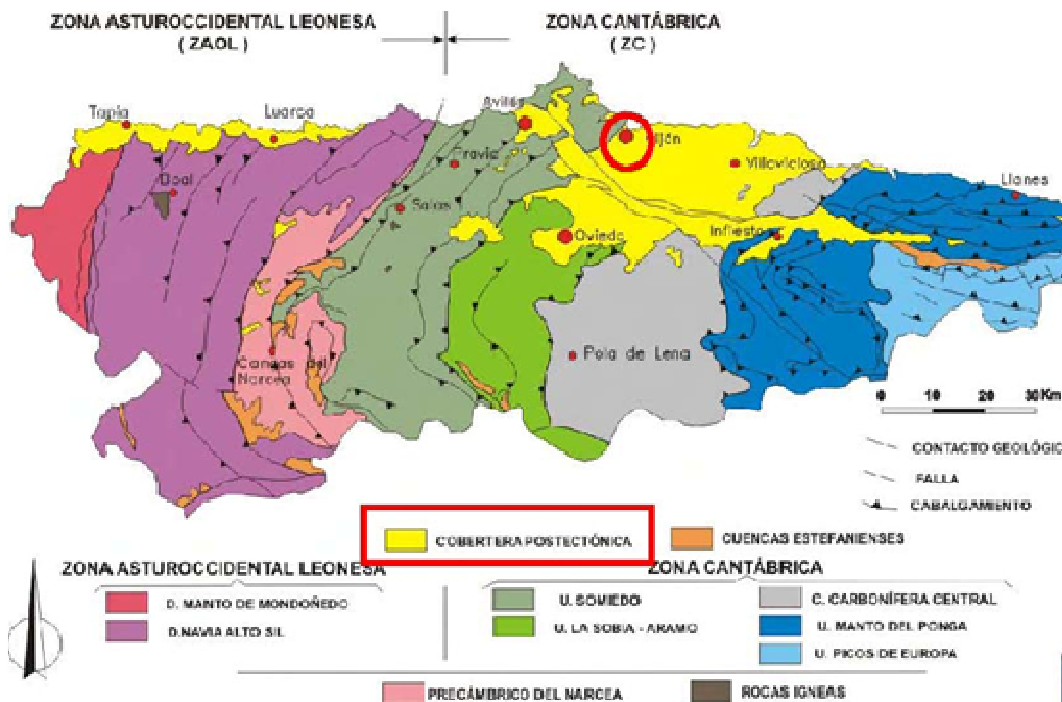 ZONA ASTUROCCIDENTAL LEONESA
( ZAOL )
ZONA CANTÁBRICA
(ZC)
Tapia
Luarca
Avilés
Gijón
Boal
Pravia
Villaviciosa
Llanes
Salas
Oviedo
Infiesto
Cangas del
Narcea
Pola de Lena
0 10 20 30Km
CONTACTO GEOLÓGIC
FALLA
CABALGAMIENTO
COBERTERA POSTECTÓNICA
CUENCAS ESTEFANIENSES
ZONA ASTUROCCIDENTAL LEONESA
ZONA CANTÁBRICA
D. MANTO DE MONDOÑEDO
D.NAVIA ALTO SIL
U. SOMIEDO
U. LA SOBIA - ARAMO
C. CARBONÍFERA CENTRAL
U. MANTO DEL PONGA
U. PICOS DE EUROPA
PRECÁMBRICO DEL NARCEA
ROCAS IGNEAS